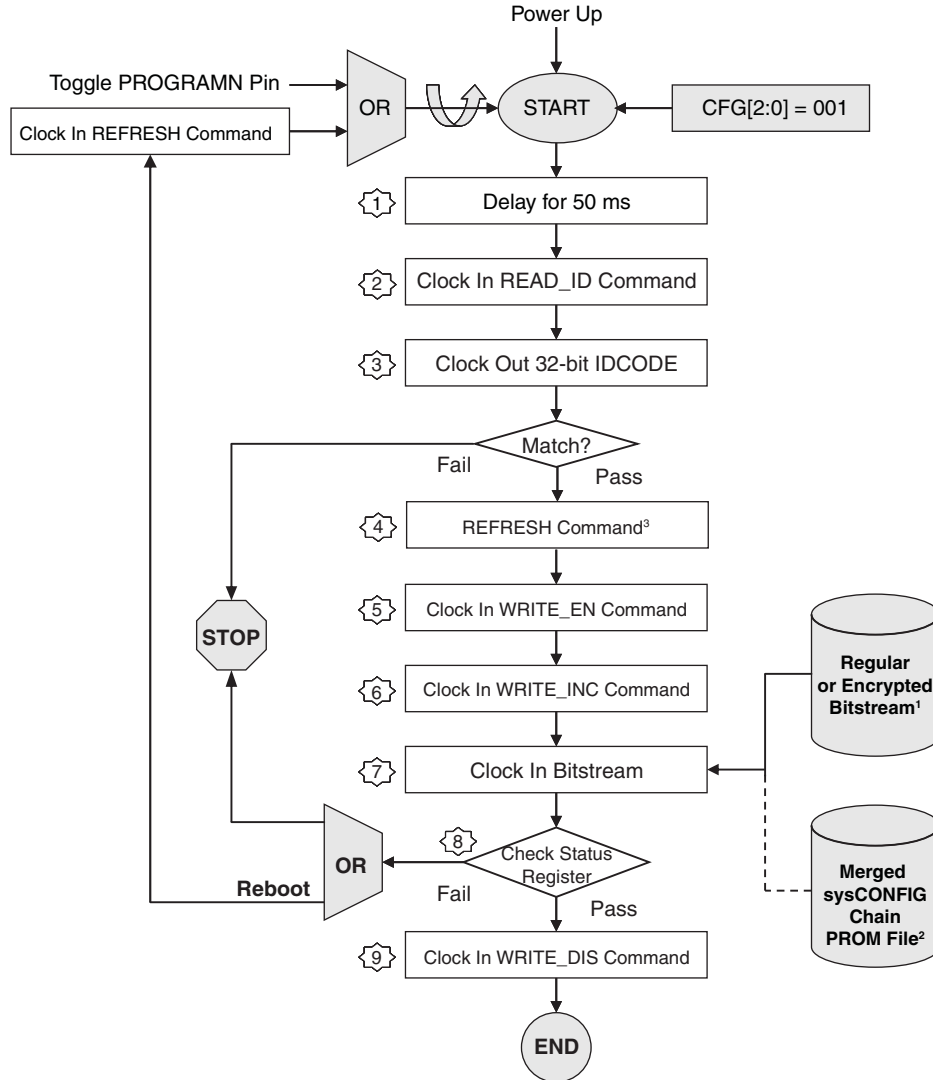 Power Up
Toggle PROGRAMN Pin
OR
START
CFG[2:0] = 001
Clock In REFRESH Command
1
Delay for 50 ms
2
Clock In READ_ID Command
3
Clock Out 32-bit IDCODE
Match?
Fail
Pass
4
REFRESH Command³
5
Clock In WRITE_EN Command
STOP
6
Clock In WRITE_INC Command
Regular
or Encrypted
Bitstream¹
7
Clock In Bitstream
8
Check Status
Register
OR
Reboot
Fail
Pass
Merged
sysCONFIG
Chain
PROM File²
9
Clock In WRITE_DIS Command
END